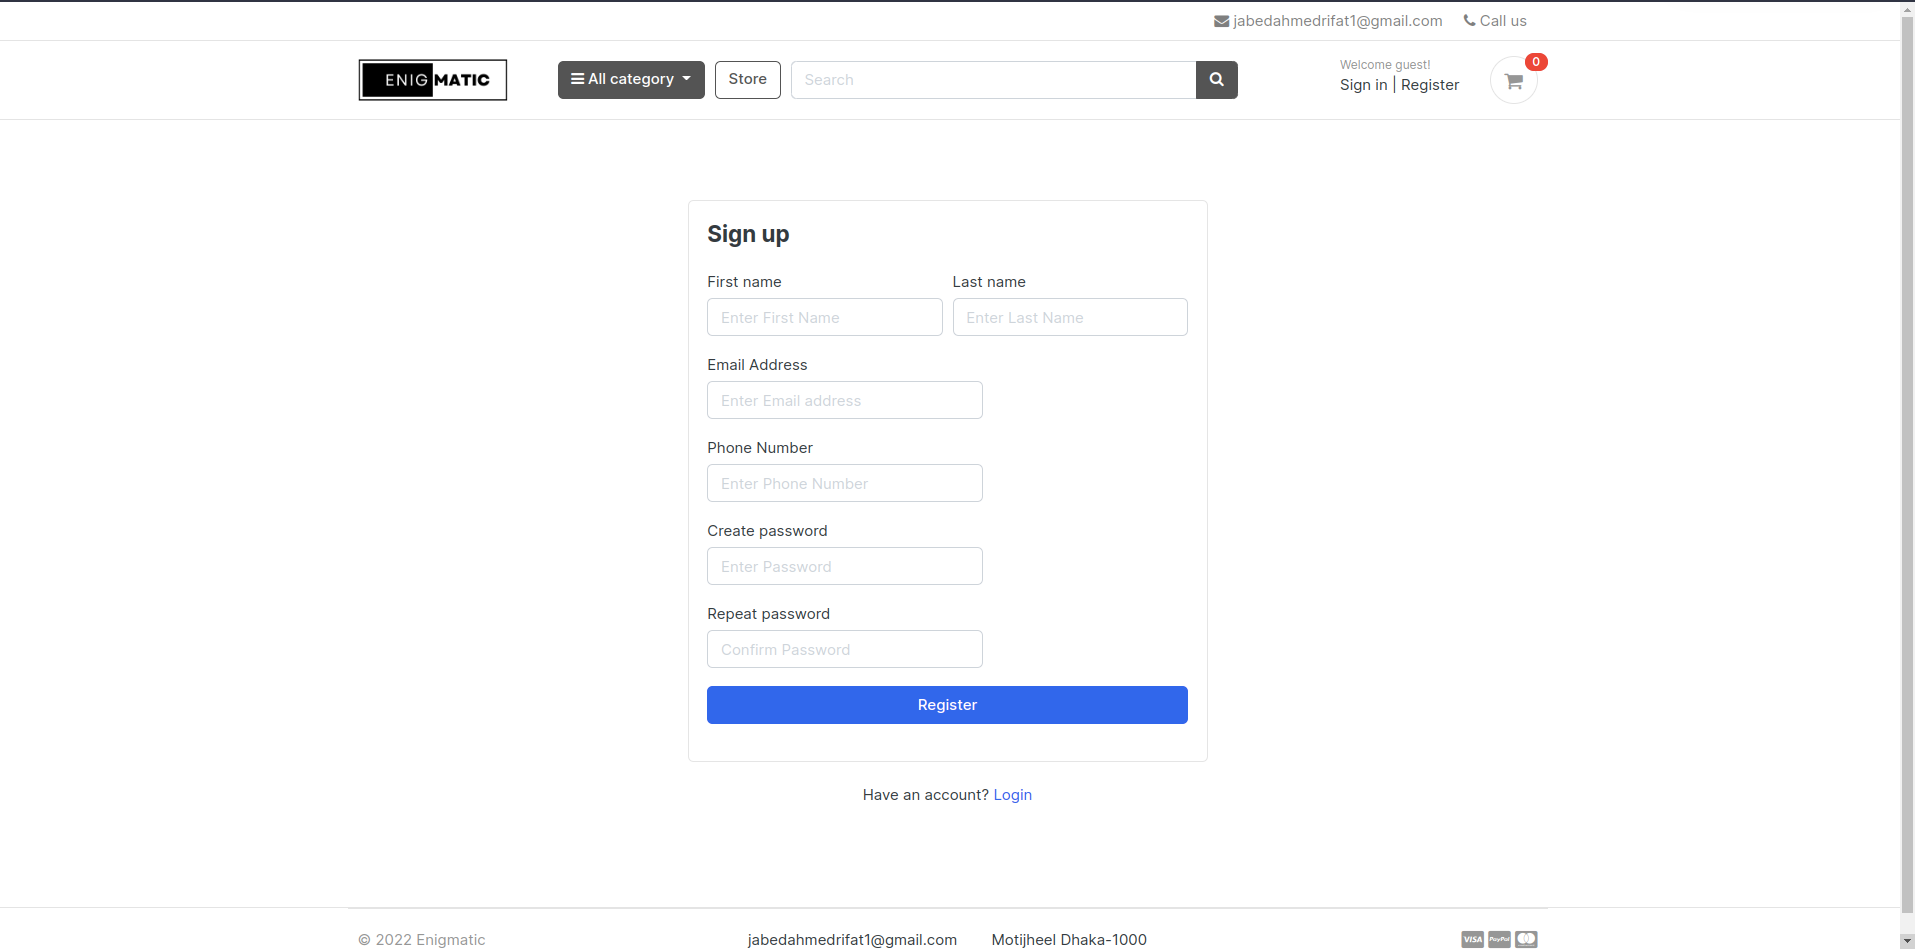 jabedahmedrifat1@gmail.com Call us
ENIGMATIC
All category
Store
Search
Welcome guest!
Sign in | Register
0
Sign up
First name
Last name
Enter First Name
Enter Last Name
Email Address
Enter Email address
Phone Number
Enter Phone Number
Create password
Enter Password
Repeat password
Confirm Password
Register
Have an account? Login
© 2022 Enigmatic
jabedahmedrifat1@gmail.com
Motijheel Dhaka-1000
VISA PayPal